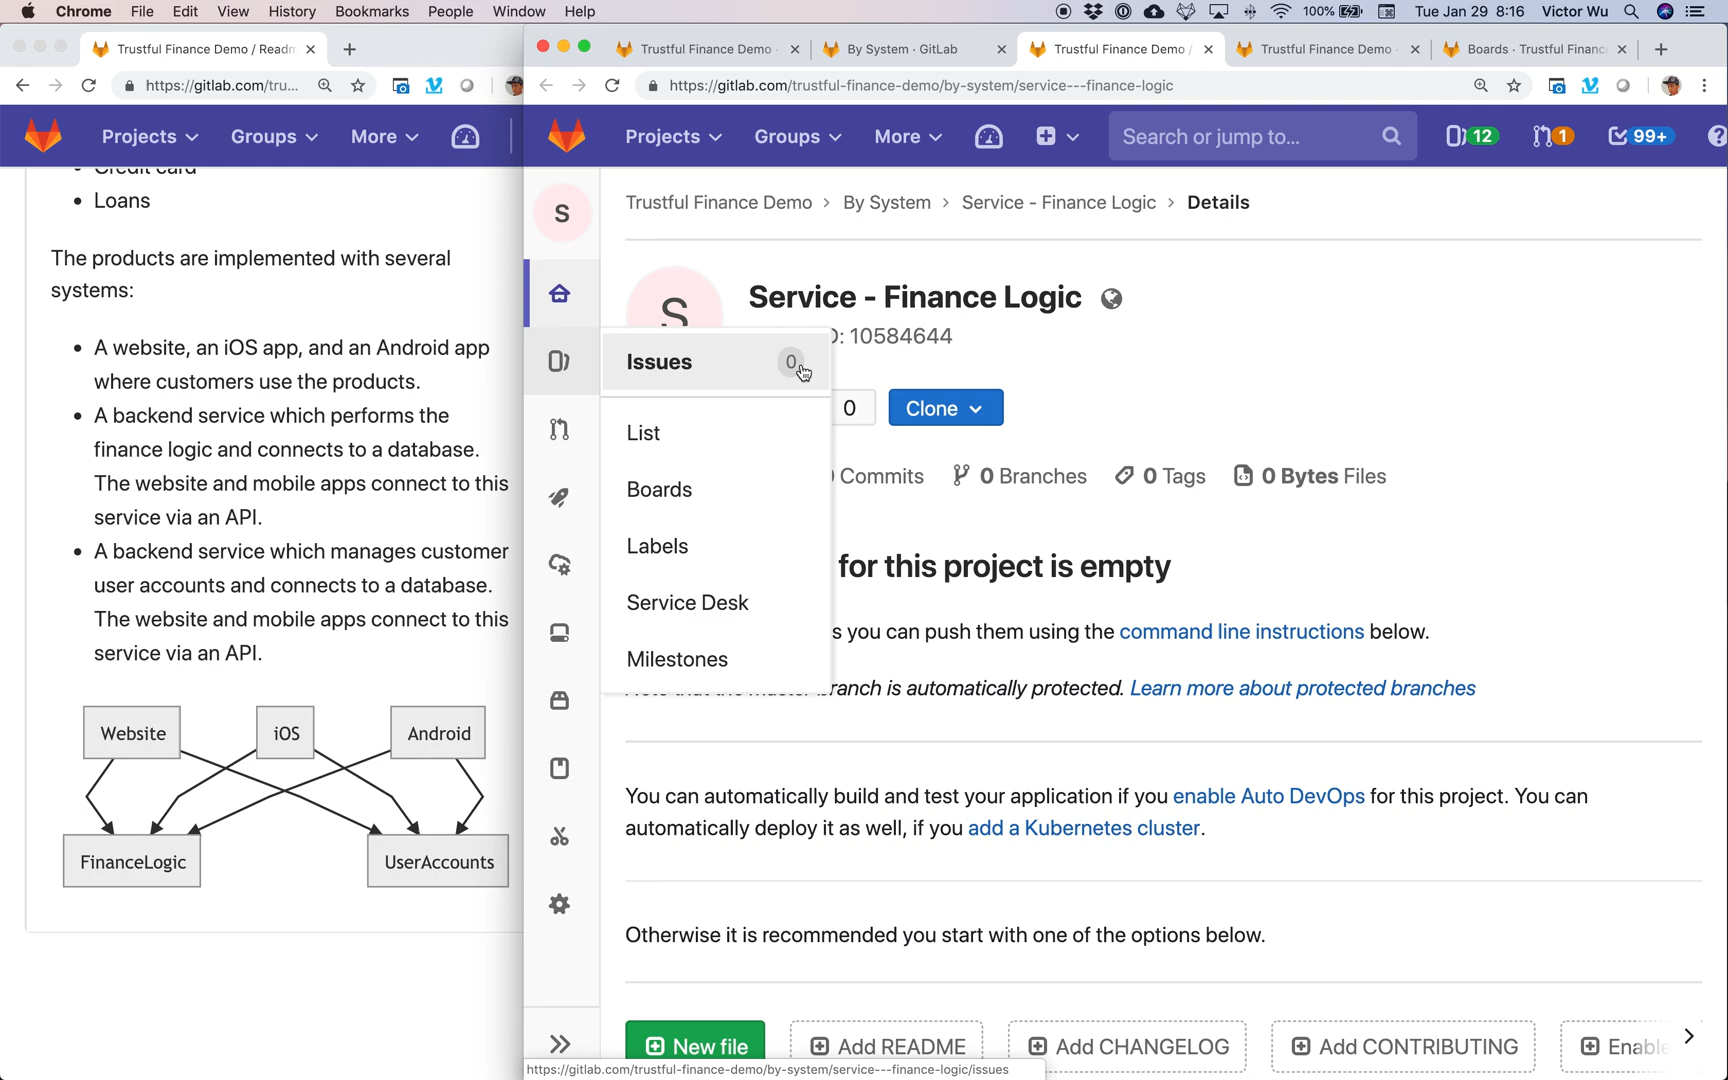 Chrome File Edit View History Bookmarks People Window Help 100% Tue Jan 29 8:16 Victor Wu
Trustful Finance Demo / Readm
Trustful Finance Demo ·
By System · GitLab
Trustful Finance Demo /
Trustful Finance Demo ·
Boards · Trustful Financ
https://gitlab.com/tru...
https://gitlab.com/trustful-finance-demo/by-system/service---finance-logic
Projects Groups More
Projects Groups More Search or jump to... 12 1 99+
Credit card
Loans
The products are implemented with several
systems:
A website, an iOS app, and an Android app
where customers use the products.
A backend service which performs the
finance logic and connects to a database.
The website and mobile apps connect to this
service via an API.
A backend service which manages customer
user accounts and connects to a database.
The website and mobile apps connect to this
service via an API.
Website iOS Android
FinanceLogic UserAccounts
S
Trustful Finance Demo > By System > Service - Finance Logic > Details
S
Service - Finance Logic
D: 10584644
Issues 0
List
Boards
Labels
Service Desk
Milestones
0 Clone
Commits 0 Branches 0 Tags 0 Bytes Files
for this project is empty
s you can push them using the command line instructions below.
Note that the master branch is automatically protected. Learn more about protected branches
You can automatically build and test your application if you enable Auto DevOps for this project. You can
automatically deploy it as well, if you add a Kubernetes cluster.
Otherwise it is recommended you start with one of the options below.
New file Add README Add CHANGELOG Add CONTRIBUTING Enable
https://gitlab.com/trustful-finance-demo/by-system/service---finance-logic/issues